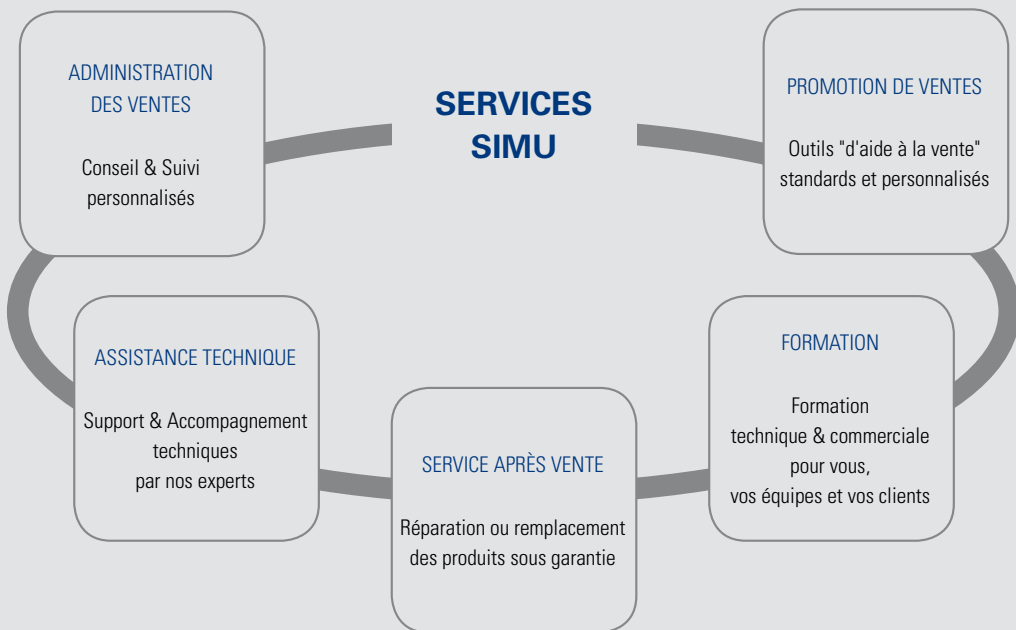 SERVICES
SIMU
ADMINISTRATION
DES VENTES
Conseil & Suivi
personnalisés
PROMOTION DE VENTES
Outils "d'aide à la vente"
standards et personnalisés
ASSISTANCE TECHNIQUE
Support & Accompagnement
techniques
par nos experts
SERVICE APRÈS VENTE
Réparation ou remplacement
des produits sous garantie
FORMATION
Formation
technique & commerciale
pour vous,
vos équipes et vos clients